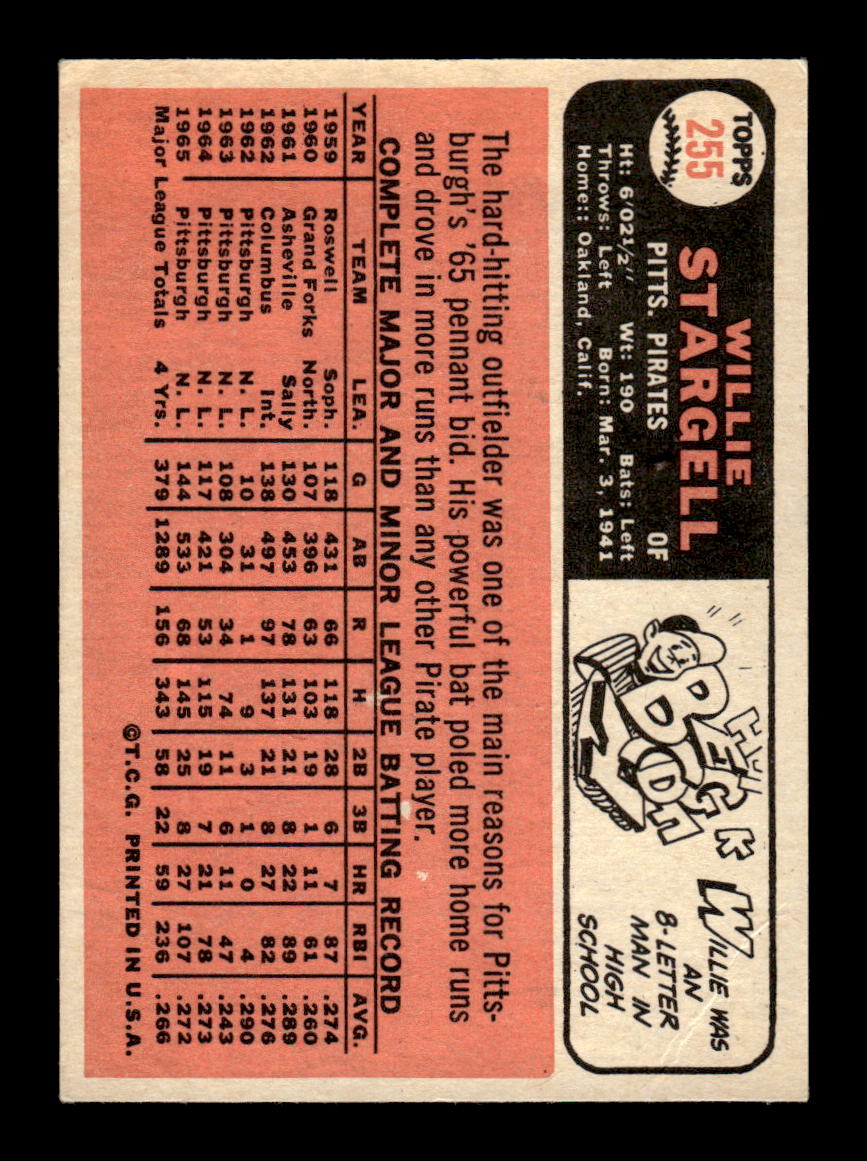 TOPPS
255
WILLIE
STARGELL
PITTS. PIRATES OF
Ht: 6/02½" Wt: 190 Bats: Left
Throws: Left Born: Mar. 3, 1941
Home:: Oakland, Calif.
WILLIE WAS
AN
8-LETTER
MAN IN
HIGH
SCHOOL
The hard-hitting outfielder was one of the main reasons for Pitts-
burgh's '65 pennant bid. His powerful bat poled more home runs
and drove in more runs than any other Pirate player.
COMPLETE MAJOR AND MINOR LEAGUE BATTING RECORD
YEAR TEAM LEA. G AB R H 2B 3B HR RBI AVG.
1959 Roswell Soph. 118 431 66 118 28 6 7 87 .274
1960 Grand Forks North. 107 396 63 103 19 1 11 61 .260
1961 Asheville Sally 130 453 78 131 21 8 22 89 .289
1962 Columbus Int. 138 497 97 137 21 8 27 82 .276
1962 Pittsburgh N. L. 10 31 1 9 3 1 0 4 .290
1963 Pittsburgh N. L. 108 304 34 74 11 6 11 47 .243
1964 Pittsburgh N. L. 117 421 53 115 19 7 21 78 .273
1965 Pittsburgh N. L. 144 533 68 145 25 8 27 107 .272
Major League Totals 4 Yrs. 379 1289 156 343 58 22 59 236 .266
©T.C.G. PRINTED IN U.S.A.